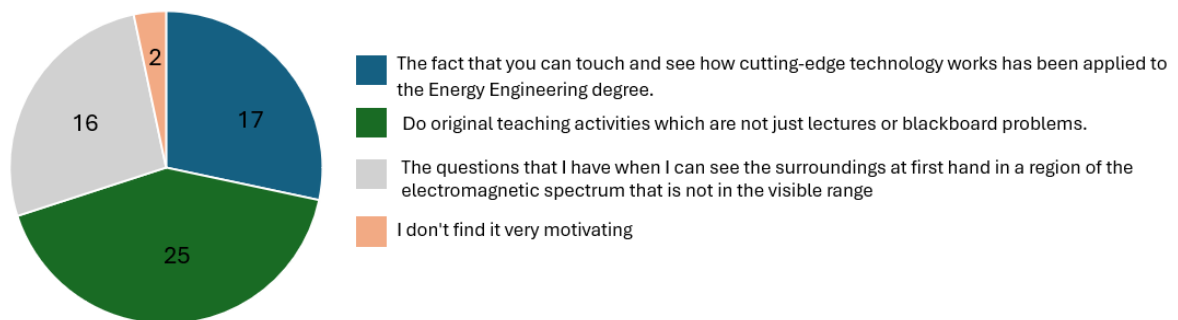 2
17
16
25
The fact that you can touch and see how cutting-edge technology works has been applied to
the Energy Engineering degree.
Do original teaching activities which are not just lectures or blackboard problems.
The questions that I have when I can see the surroundings at first hand in a region of the
electromagnetic spectrum that is not in the visible range
I don't find it very motivating